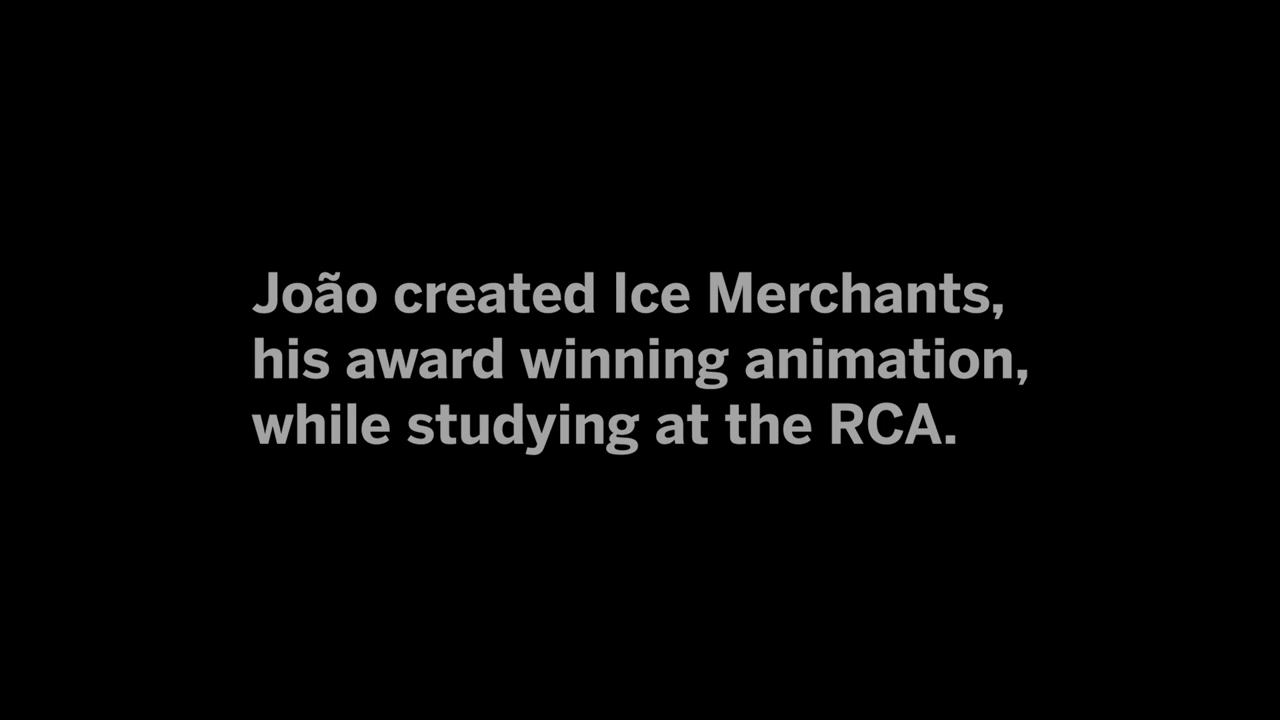 João created Ice Merchants,
his award winning animation,
while studying at the RCA.